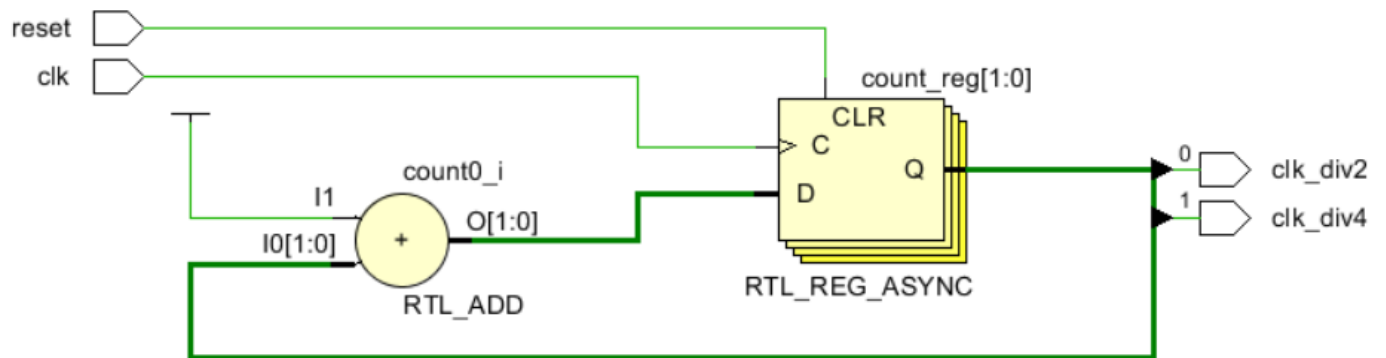 reset
clk
count_reg[1:0]
CLR
C
D
Q
0
clk_div2
1
clk_div4
count0_i
I1
I0[1:0]
+
O[1:0]
RTL_ADD
RTL_REG_ASYNC